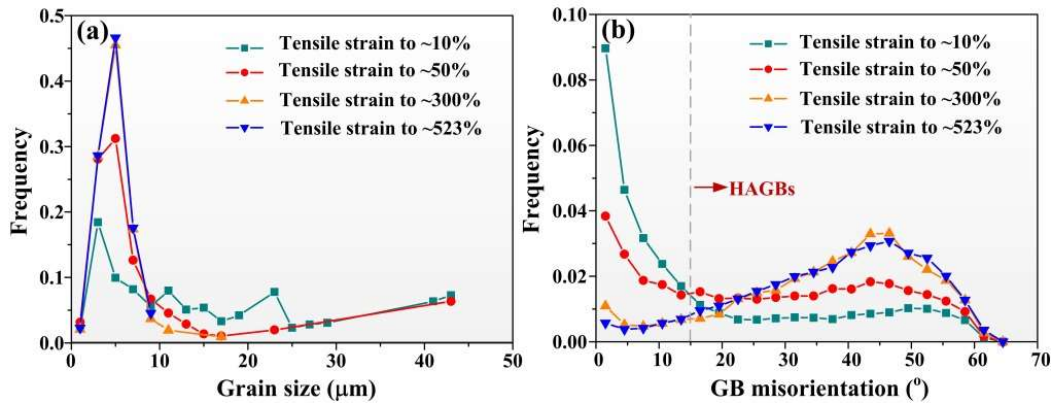 (a)
Tensile strain to ~10%
Tensile strain to ~50%
Tensile strain to ~300%
Tensile strain to ~523%
0.5
0.4
0.3
0.2
0.1
0.0
Frequency
0 10 20 30 40 50
Grain size (μm)
(b)
Tensile strain to ~10%
Tensile strain to ~50%
Tensile strain to ~300%
Tensile strain to ~523%
HAGBs
0.10
0.08
0.06
0.04
0.02
0.00
Frequency
0 10 20 30 40 50 60 70
GB misorientation (⁰)